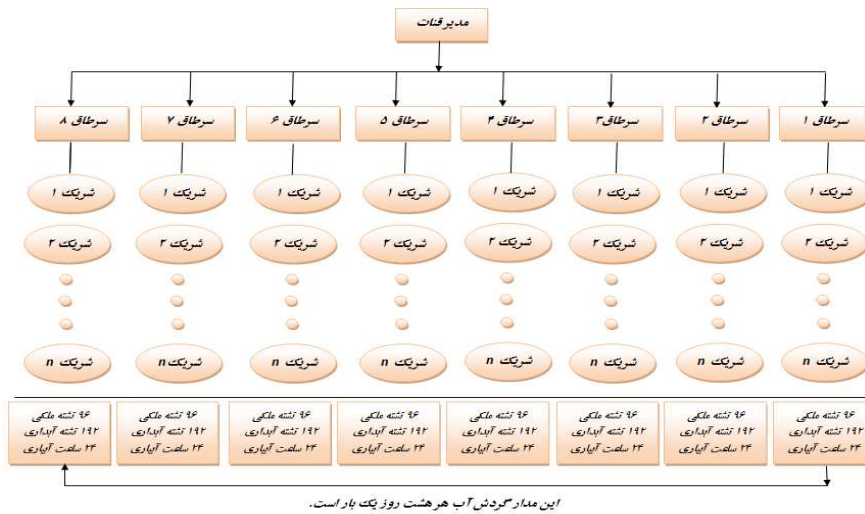 مدیر قنات
سرطاق ۱ سرطاق ۲ سرطاق۳ سرطاق ۴ سرطاق ۵ سرطاق ۶ سرطاق ۷ سرطاق ۸
شریک ۱ شریک ۱ شریک ۱ شریک ۱ شریک ۱ شریک ۱ شریک ۱ شریک ۱
شریک ۲ شریک ۲ شریک ۲ شریک ۲ شریک ۲ شریک ۲ شریک ۲ شریک ۲
شریک n شریک n شریک n شریک n شریک n شریک n شریک n شریک n
۹۶ تشته ملکی ۹۶ تشته ملکی ۹۶ تشته ملکی ۹۶ تشته ملکی ۹۶ تشته ملکی ۹۶ تشته ملکی ۹۶ تشته ملکی ۹۶ تشته ملکی
۱۹۲ تشته آبداری ۱۹۲ تشته آبداری ۱۹۲ تشته آبداری ۱۹۲ تشته آبداری ۱۹۲ تشته آبداری ۱۹۲ تشته آبداری ۱۹۲ تشته آبداری ۱۹۲ تشته آبداری
۲۴ ساعت آبیاری ۲۴ ساعت آبیاری ۲۴ ساعت آبیاری ۲۴ ساعت آبیاری ۲۴ ساعت آبیاری ۲۴ ساعت آبیاری ۲۴ ساعت آبیاری ۲۴ ساعت آبیاری
این مدار گردش آب هر هشت روز یک بار است.